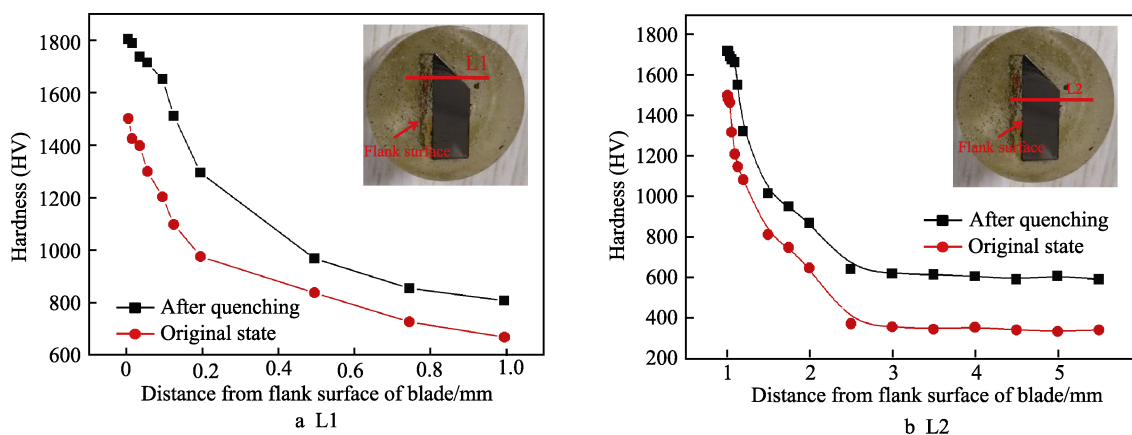 1800
1600
1400
1200
1000
800
600
Hardness (HV)
L1
Flank surface
After quenching
Original state
0
0.2
0.4
0.6
0.8
1.0
Distance from flank surface of blade/mm
a L1
1800
1600
1400
1200
1000
800
600
400
200
Hardness (HV)
L2
Flank surface
After quenching
Original state
1
2
3
4
5
Distance from flank surface of blade/mm
b L2